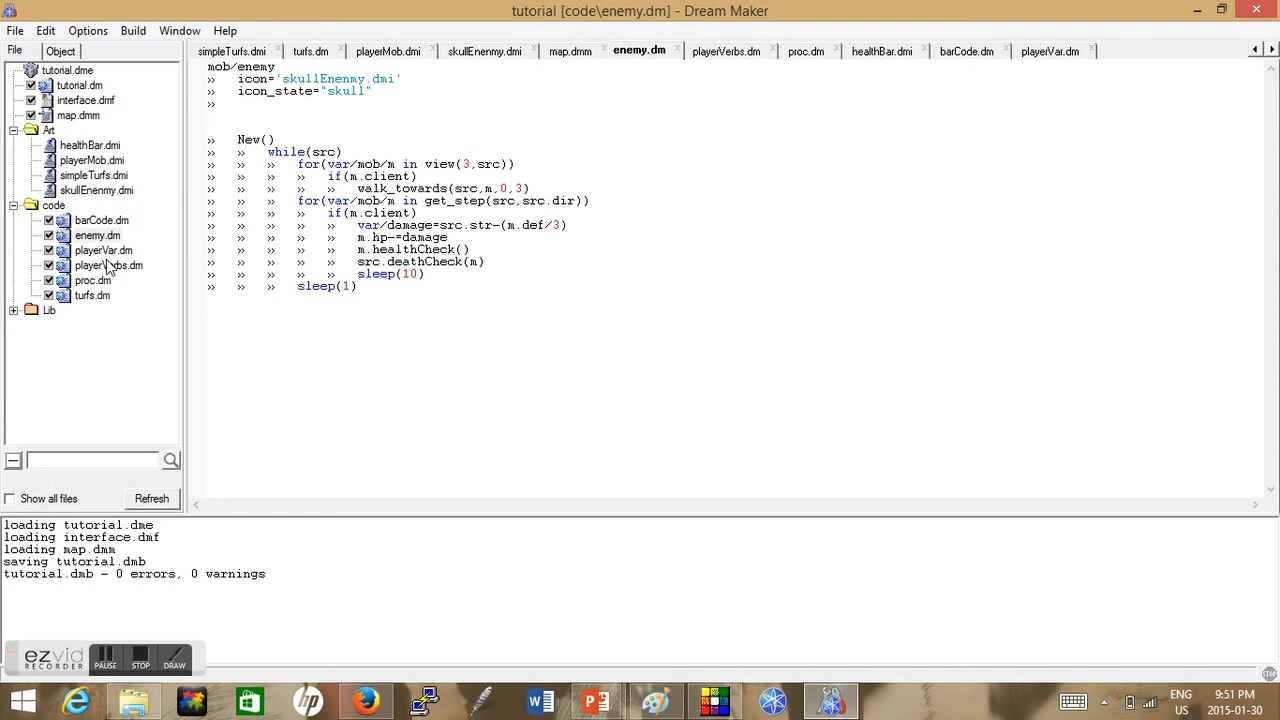 tutorial [code\enemy.dm] - Dream Maker
File Edit Options Build Window Help
File Object
simpleTurfs.dmi turfs.dm playerMob.dmi skullEnenmy.dmi map.dmm enemy.dm playerVerbs.dm proc.dm healthBar.dmi barCode.dm playerVar.dm
tutorial.dme
tutorial.dm
interface.dmf
map.dmm
Art
healthBar.dmi
playerMob.dmi
simpleTurfs.dmi
skullEnenmy.dmi
code
barCode.dm
enemy.dm
playerVar.dm
playerVerbs.dm
proc.dm
turfs.dm
Lib
Show all files Refresh
mob/enemy
» icon='skullEnenmy.dmi'
» icon_state="skull"
»
» New()
» » while(src)
» » » for(var/mob/m in view(3,src))
» » » » if(m.client)
» » » » » walk_towards(src,m,0,3)
» » » for(var/mob/m in get_step(src,src.dir))
» » » » if(m.client)
» » » » » var/damage=src.str-(m.def/3)
» » » » » m.hp-=damage
» » » » » m.healthCheck()
» » » » » src.deathCheck(m)
» » » » » sleep(10)
» » » sleep(1)
loading tutorial.dme
loading interface.dmf
loading map.dmm
saving tutorial.dmb
tutorial.dmb - 0 errors, 0 warnings
ezvid
RECORDER
PAUSE STOP DRAW
ENG
US
9:51 PM
2015-01-30